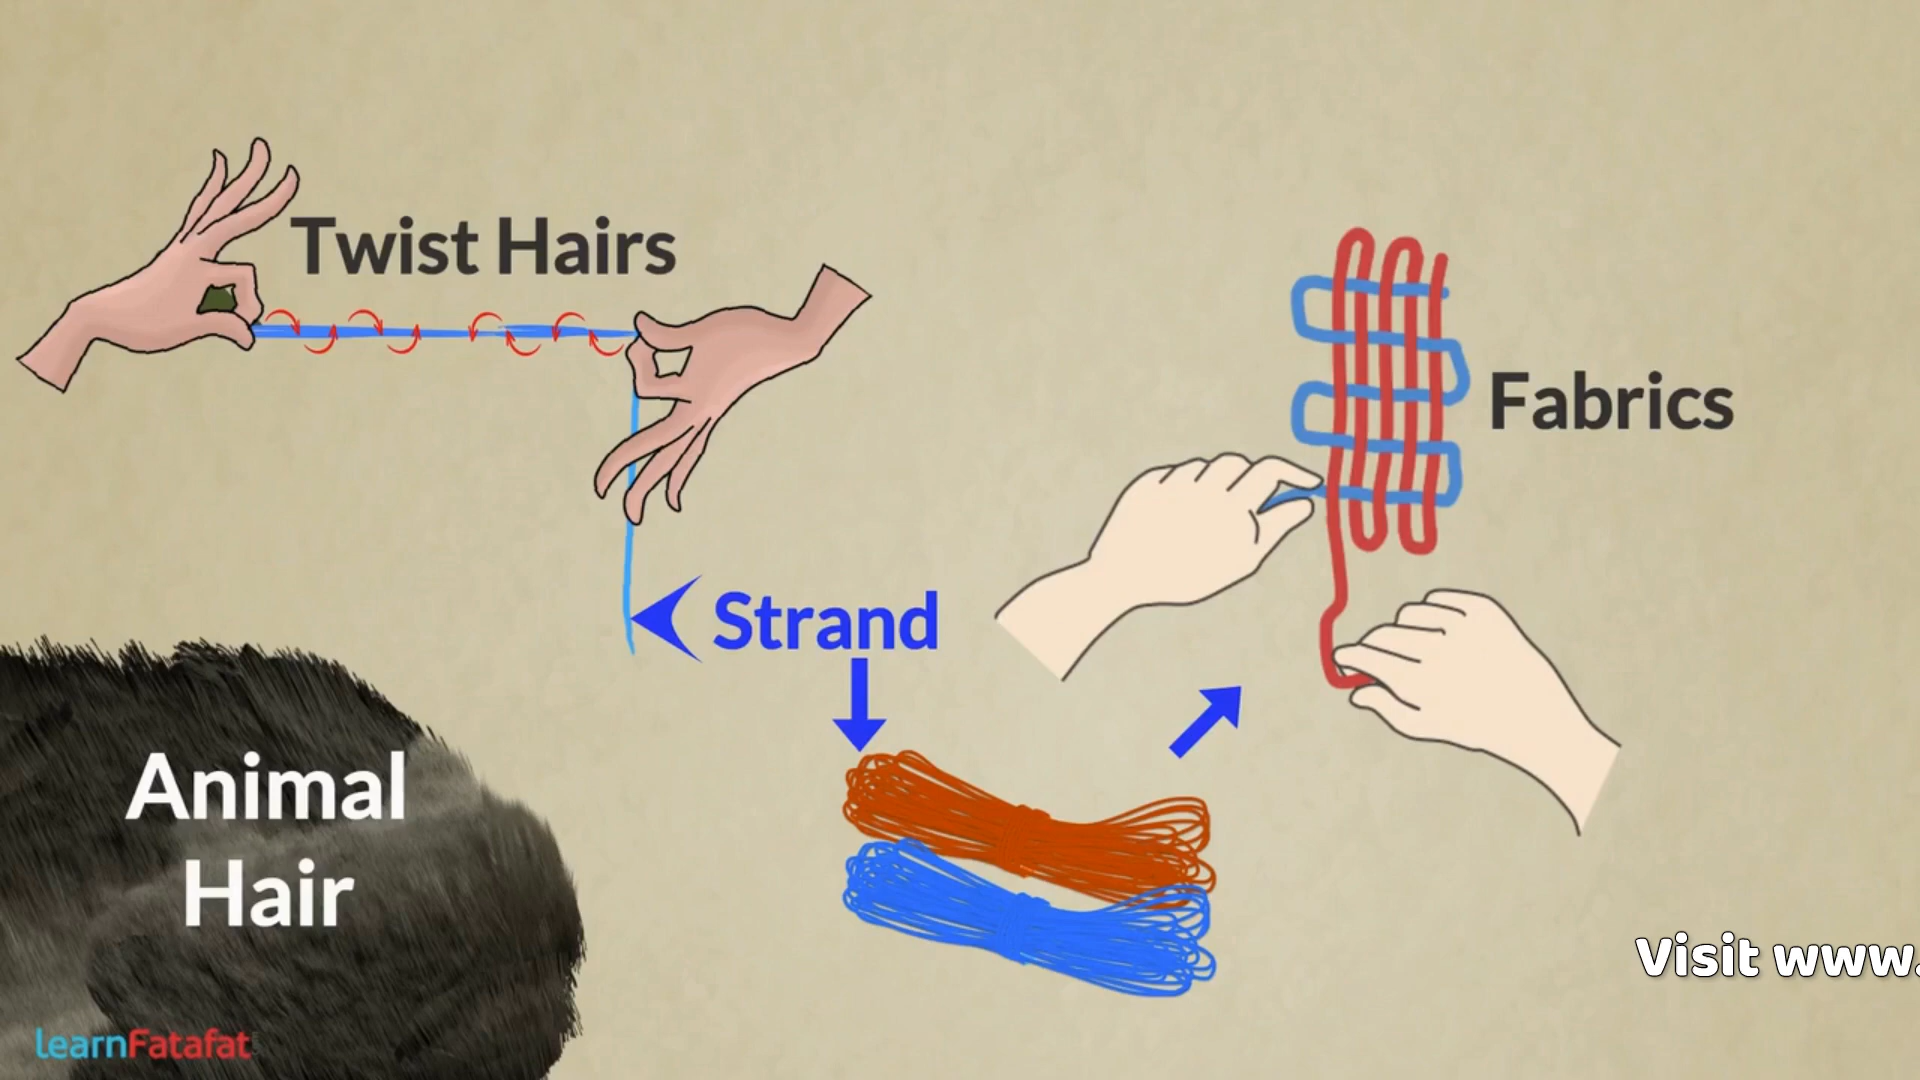 Twist Hairs
Fabrics
Strand
Animal
Hair
Visit www.
learnFatafat